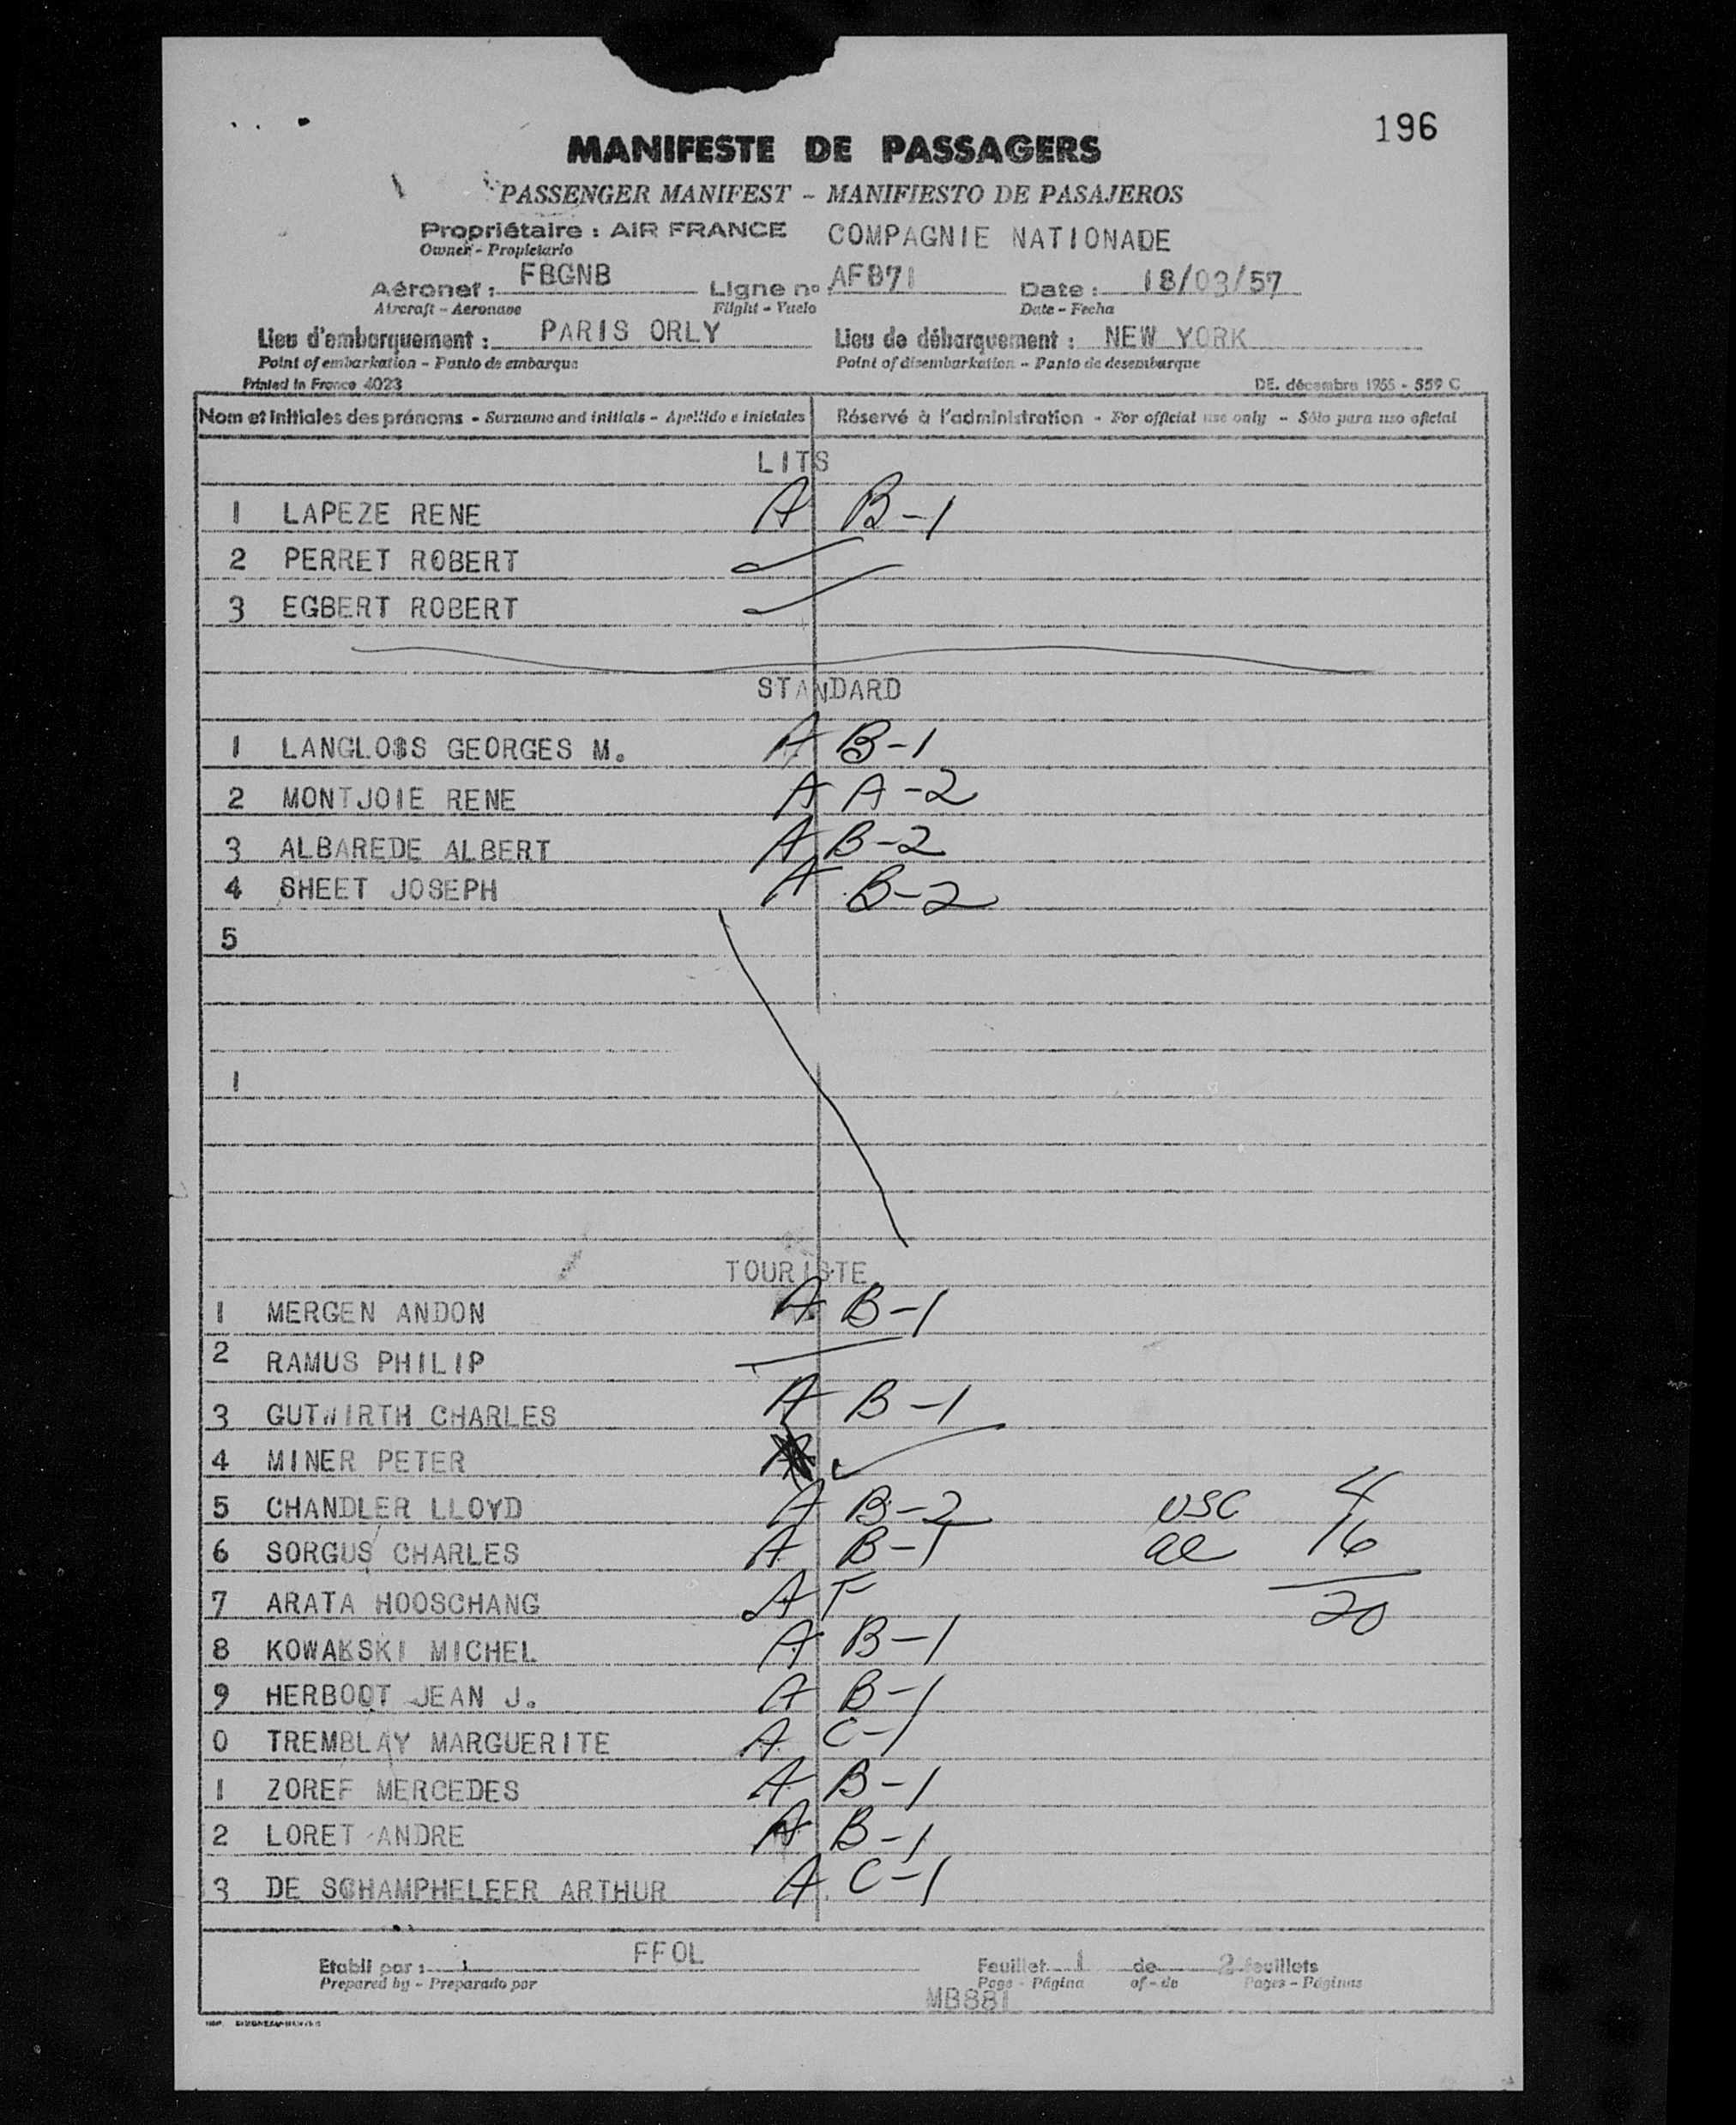 196
MANIFESTE DE PASSAGERS
PASSENGER MANIFEST - MANIFIESTO DE PASAJEROS
Propriétaire : AIR FRANCE COMPAGNIE NATIONADE
Owner - Propietario
Aéronef : FBGNB Ligne no AF071 Date : 18/03/57
Aircraft - Aeronave Flight - Vuelo Date - Fecha
Lieu d'embarquement : PARIS ORLY Lieu de débarquement : NEW YORK
Point of embarkation - Punto de embarque Point of disembarkation - Punto de desembarque
Printed in France 4023 DE. décembre 1955 - 559 C
Nom et initiales des prénoms - Surname and initials - Apellido e iniciales Réservé à l'administration - For official use only - Sólo para uso oficial
LITS
1 LAPEZE RENE A B-1
2 PERRET ROBERT
3 EGBERT ROBERT
STANDARD
1 LANGLOSS GEORGES M. A B-1
2 MONTJOIE RENE A A-2
3 ALBAREDE ALBERT A B-2
4 SHEET JOSEPH A B-2
5
1
TOURISTE
1 MERGEN ANDON A B-1
2 RAMUS PHILIP
3 GUTWIRTH CHARLES A B-1
4 MINER PETER
5 CHANDLER LLOYD A B-2 USC 4
6 SORGUS CHARLES A B-1 al 16
7 ARATA HOOSCHANG A F 20
8 KOWAKSKI MICHEL A B-1
9 HERBOOT JEAN J. A B-1
0 TREMBLAY MARGUERITE A C-1
1 ZOREF MERCEDES A B-1
2 LORET ANDRE A B-1
3 DE SCHAMPHELEER ARTHUR A C-1
Etabli par : FFOL Feuillet 1 de 2 feuillets
Prepared by - Preparado por Page - Página of - de Pages - Páginas
MB881